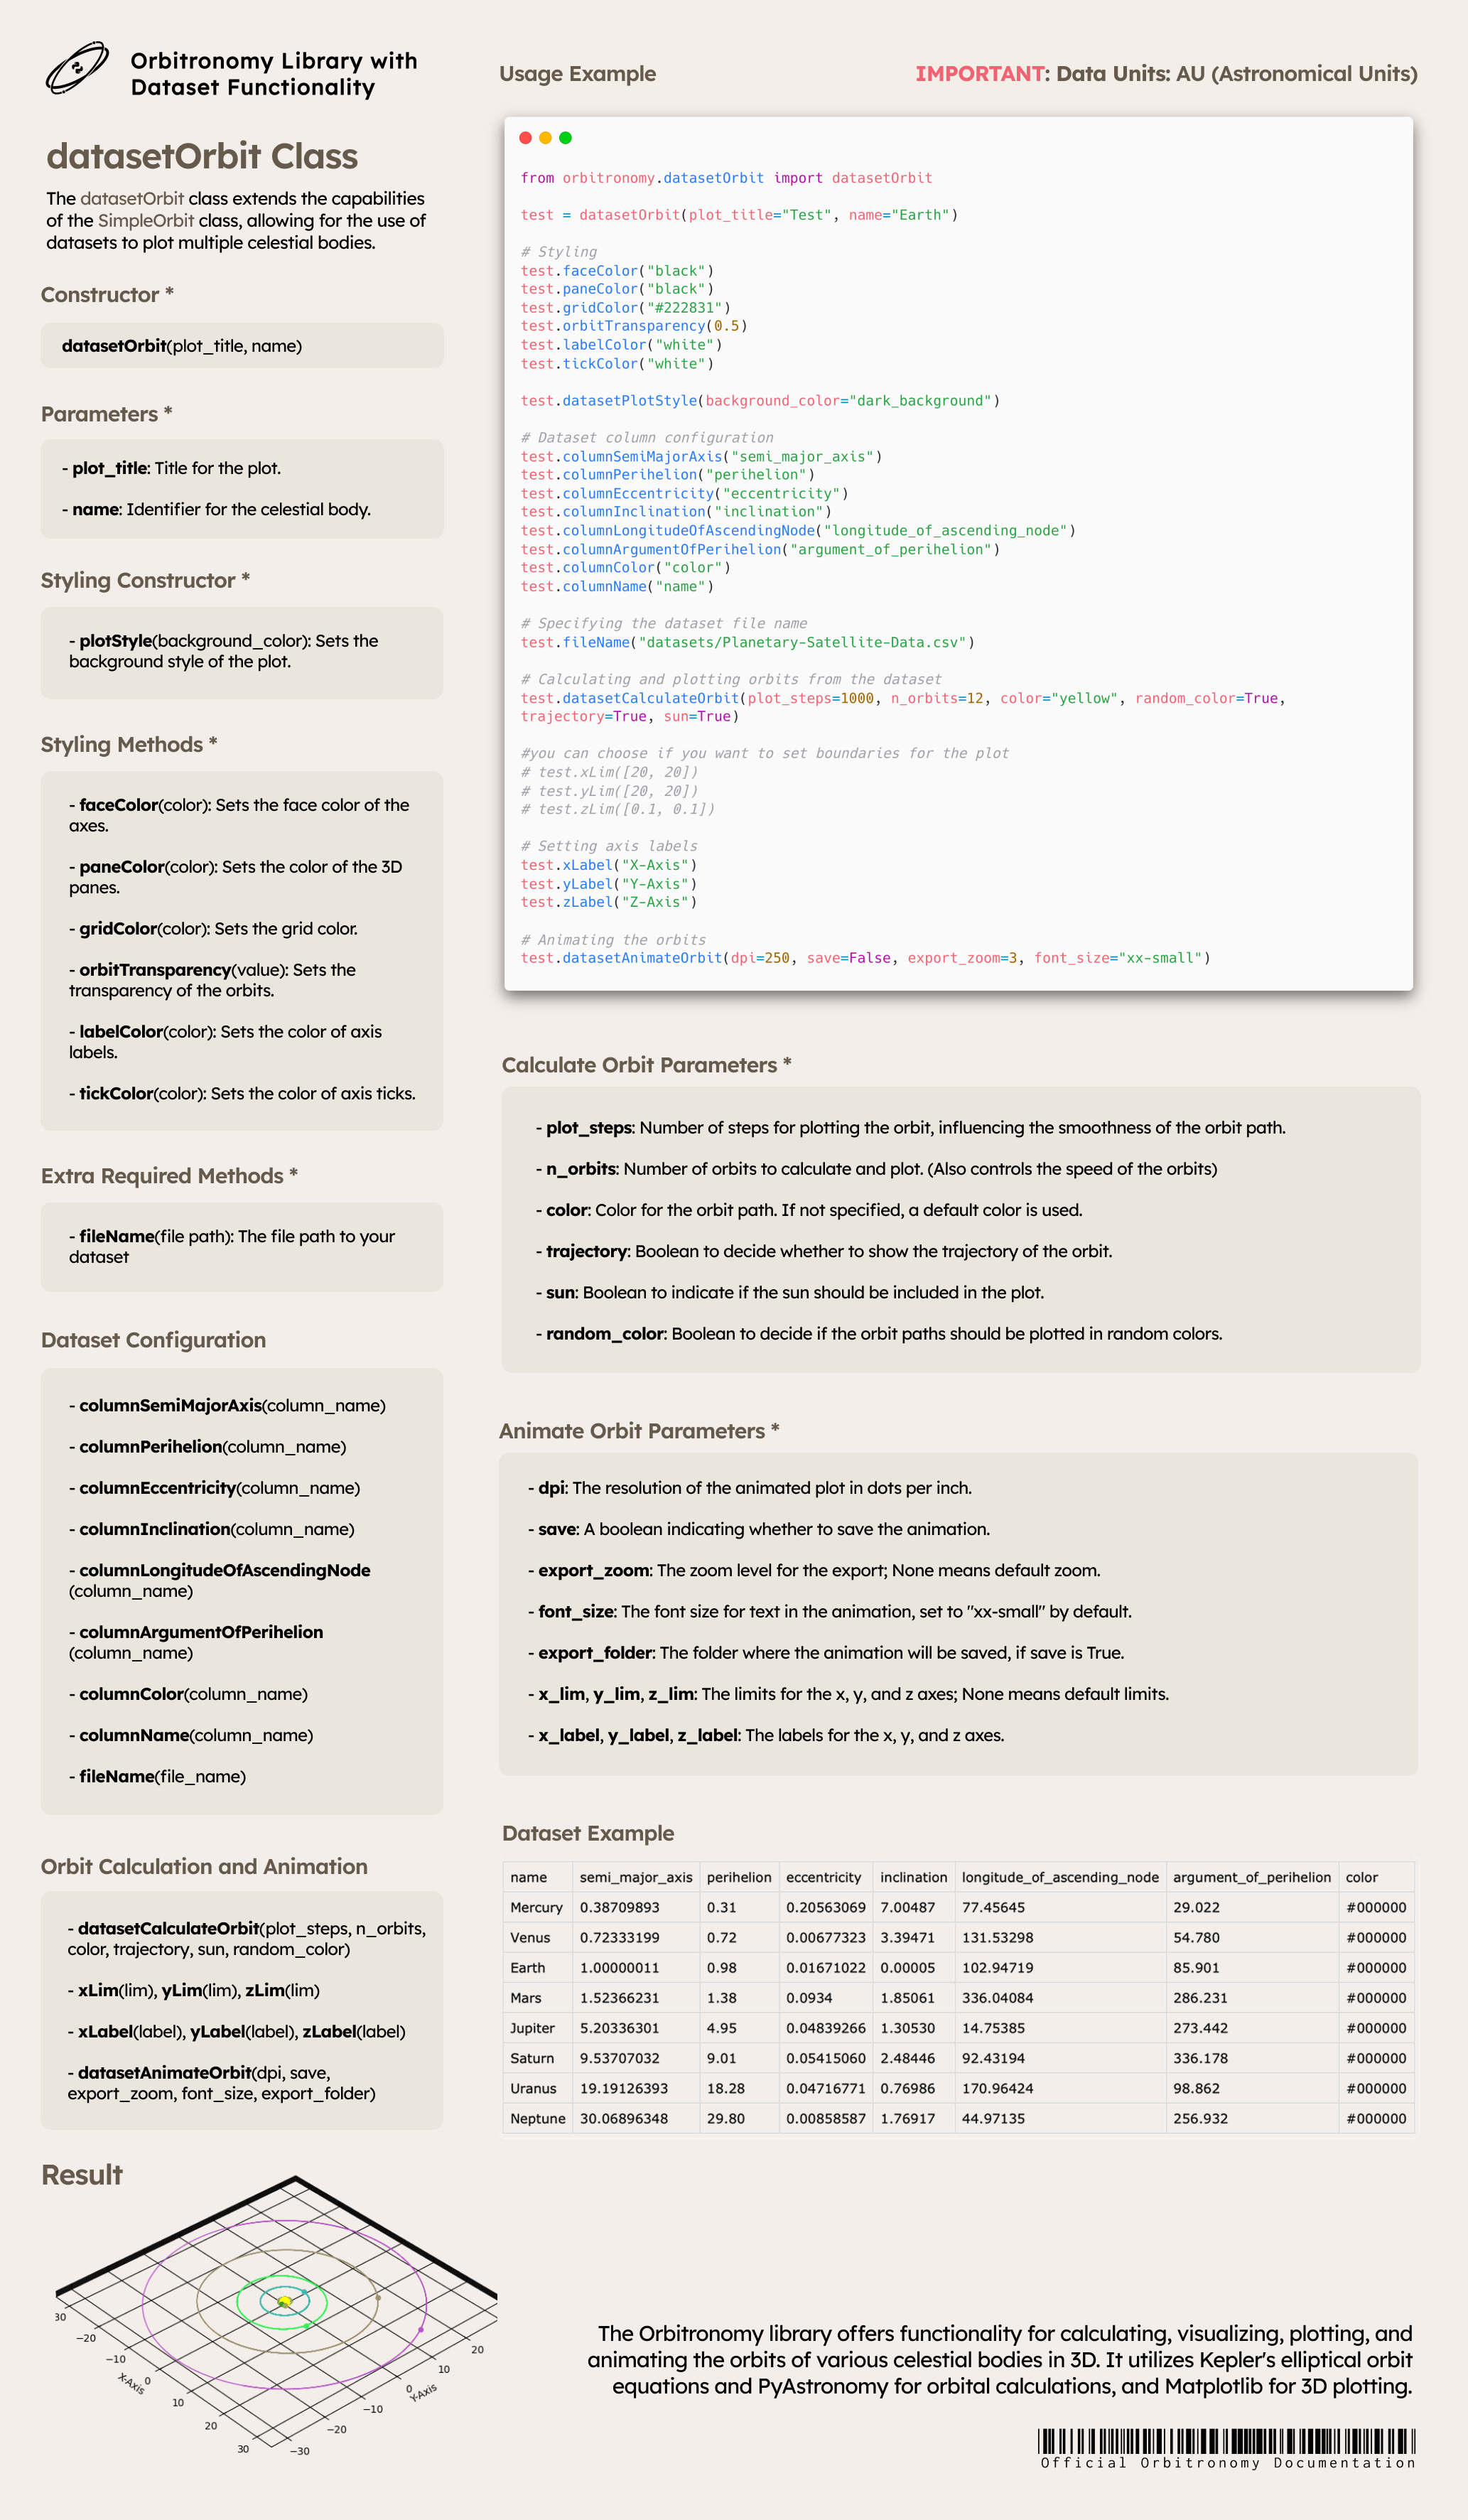 Orbitronomy Library with
Dataset Functionality
datasetOrbit Class
The datasetOrbit class extends the capabilities
of the SimpleOrbit class, allowing for the use of
datasets to plot multiple celestial bodies.
Constructor *
datasetOrbit(plot_title, name)
Parameters *
- plot_title: Title for the plot.
- name: Identifier for the celestial body.
Styling Constructor *
- plotStyle(background_color): Sets the
background style of the plot.
Styling Methods *
- faceColor(color): Sets the face color of the
axes.
- paneColor(color): Sets the color of the 3D
panes.
- gridColor(color): Sets the grid color.
- orbitTransparency(value): Sets the
transparency of the orbits.
- labelColor(color): Sets the color of axis
labels.
- tickColor(color): Sets the color of axis ticks.
Extra Required Methods *
- fileName(file path): The file path to your
dataset
Dataset Configuration
- columnSemiMajorAxis(column_name)
- columnPerihelion(column_name)
- columnEccentricity(column_name)
- columnInclination(column_name)
- columnLongitudeOfAscendingNode
(column_name)
- columnArgumentOfPerihelion
(column_name)
- columnColor(column_name)
- columnName(column_name)
- fileName(file_name)
Orbit Calculation and Animation
- datasetCalculateOrbit(plot_steps, n_orbits,
color, trajectory, sun, random_color)
- xLim(lim), yLim(lim), zLim(lim)
- xLabel(label), yLabel(label), zLabel(label)
- datasetAnimateOrbit(dpi, save,
export_zoom, font_size, export_folder)
Result
30
−20
−10
0
10
20
30
X-Axis
−30
−20
−10
0
10
20
Y-Axis
Usage Example
IMPORTANT: Data Units: AU (Astronomical Units)
from orbitronomy.datasetOrbit import datasetOrbit
test = datasetOrbit(plot_title="Test", name="Earth")
# Styling
test.faceColor("black")
test.paneColor("black")
test.gridColor("#222831")
test.orbitTransparency(0.5)
test.labelColor("white")
test.tickColor("white")
test.datasetPlotStyle(background_color="dark_background")
# Dataset column configuration
test.columnSemiMajorAxis("semi_major_axis")
test.columnPerihelion("perihelion")
test.columnEccentricity("eccentricity")
test.columnInclination("inclination")
test.columnLongitudeOfAscendingNode("longitude_of_ascending_node")
test.columnArgumentOfPerihelion("argument_of_perihelion")
test.columnColor("color")
test.columnName("name")
# Specifying the dataset file name
test.fileName("datasets/Planetary-Satellite-Data.csv")
# Calculating and plotting orbits from the dataset
test.datasetCalculateOrbit(plot_steps=1000, n_orbits=12, color="yellow", random_color=True,
trajectory=True, sun=True)
#you can choose if you want to set boundaries for the plot
# test.xLim([20, 20])
# test.yLim([20, 20])
# test.zLim([0.1, 0.1])
# Setting axis labels
test.xLabel("X-Axis")
test.yLabel("Y-Axis")
test.zLabel("Z-Axis")
# Animating the orbits
test.datasetAnimateOrbit(dpi=250, save=False, export_zoom=3, font_size="xx-small")
Calculate Orbit Parameters *
- plot_steps: Number of steps for plotting the orbit, influencing the smoothness of the orbit path.
- n_orbits: Number of orbits to calculate and plot. (Also controls the speed of the orbits)
- color: Color for the orbit path. If not specified, a default color is used.
- trajectory: Boolean to decide whether to show the trajectory of the orbit.
- sun: Boolean to indicate if the sun should be included in the plot.
- random_color: Boolean to decide if the orbit paths should be plotted in random colors.
Animate Orbit Parameters *
- dpi: The resolution of the animated plot in dots per inch.
- save: A boolean indicating whether to save the animation.
- export_zoom: The zoom level for the export; None means default zoom.
- font_size: The font size for text in the animation, set to "xx-small" by default.
- export_folder: The folder where the animation will be saved, if save is True.
- x_lim, y_lim, z_lim: The limits for the x, y, and z axes; None means default limits.
- x_label, y_label, z_label: The labels for the x, y, and z axes.
Dataset Example
name semi_major_axis perihelion eccentricity inclination longitude_of_ascending_node argument_of_perihelion color
Mercury 0.38709893 0.31 0.20563069 7.00487 77.45645 29.022 #000000
Venus 0.72333199 0.72 0.00677323 3.39471 131.53298 54.780 #000000
Earth 1.00000011 0.98 0.01671022 0.00005 102.94719 85.901 #000000
Mars 1.52366231 1.38 0.0934 1.85061 336.04084 286.231 #000000
Jupiter 5.20336301 4.95 0.04839266 1.30530 14.75385 273.442 #000000
Saturn 9.53707032 9.01 0.05415060 2.48446 92.43194 336.178 #000000
Uranus 19.19126393 18.28 0.04716771 0.76986 170.96424 98.862 #000000
Neptune 30.06896348 29.80 0.00858587 1.76917 44.97135 256.932 #000000
The Orbitronomy library offers functionality for calculating, visualizing, plotting, and
animating the orbits of various celestial bodies in 3D. It utilizes Kepler's elliptical orbit
equations and PyAstronomy for orbital calculations, and Matplotlib for 3D plotting.
Official Orbitronomy Documentation